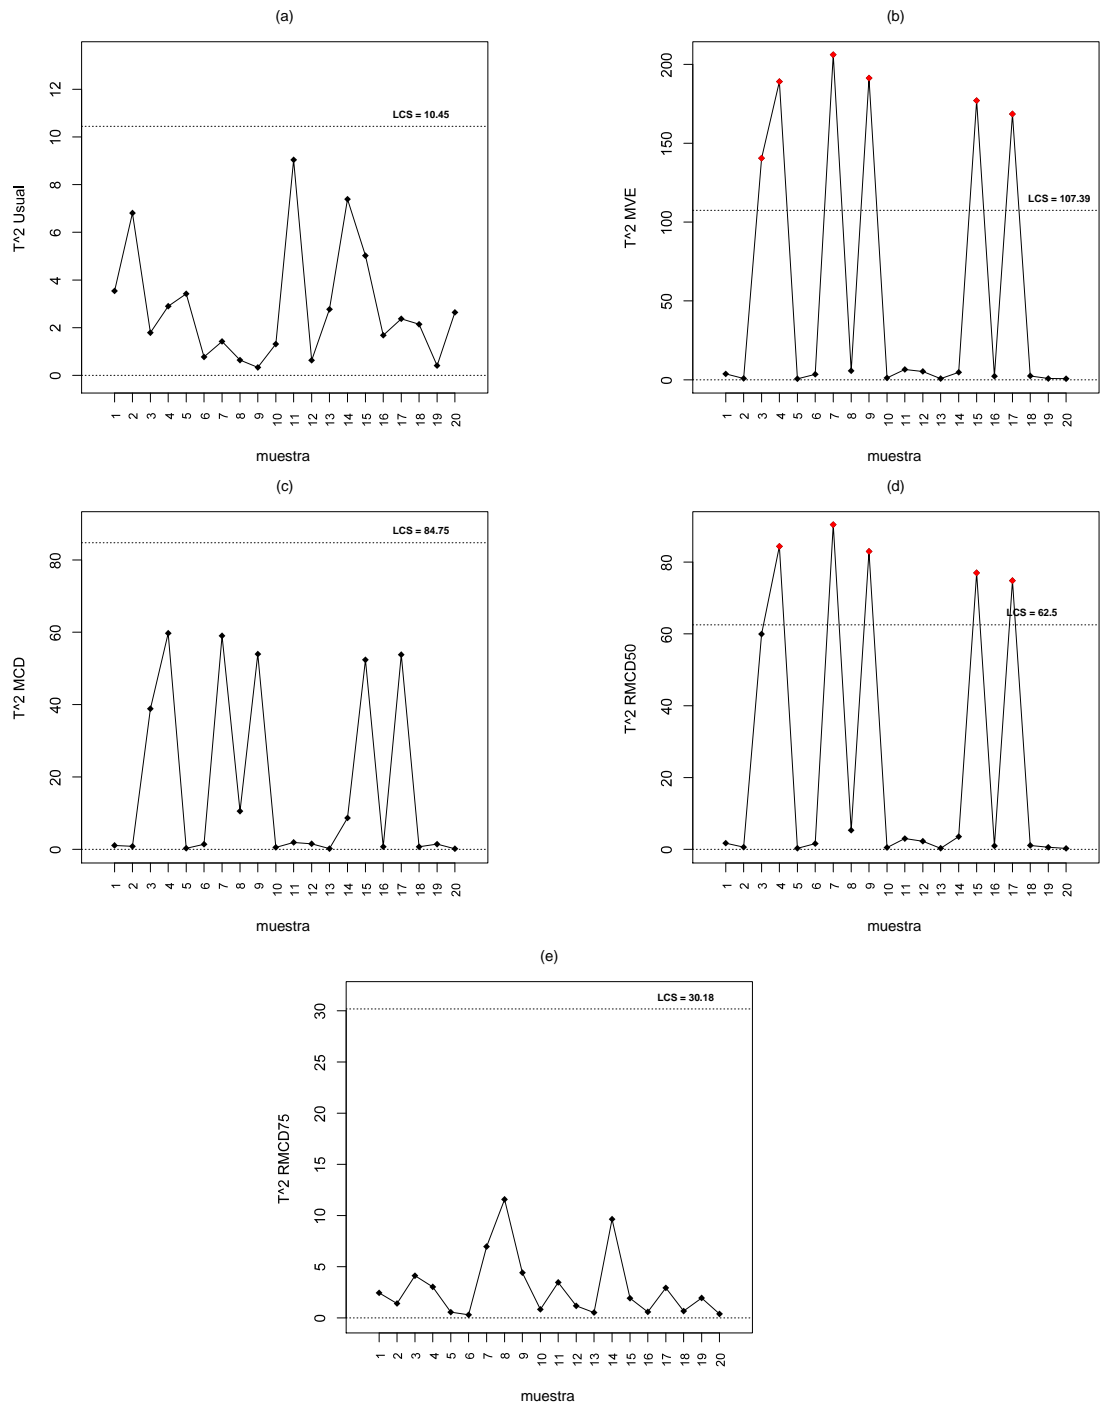 (a)
T^2 Usual
12
10
8
6
4
2
0
LCS = 10.45
1 2 3 4 5 6 7 8 9 10 11 12 13 14 15 16 17 18 19 20
muestra
(b)
T^2 MVE
200
150
100
50
0
LCS = 107.39
1 2 3 4 5 6 7 8 9 10 11 12 13 14 15 16 17 18 19 20
muestra
(c)
T^2 MCD
80
60
40
20
0
LCS = 84.75
1 2 3 4 5 6 7 8 9 10 11 12 13 14 15 16 17 18 19 20
muestra
(d)
T^2 RMCD50
80
60
40
20
0
LCS = 62.5
1 2 3 4 5 6 7 8 9 10 11 12 13 14 15 16 17 18 19 20
muestra
(e)
T^2 RMCD75
30
25
20
15
10
5
0
LCS = 30.18
1 2 3 4 5 6 7 8 9 10 11 12 13 14 15 16 17 18 19 20
muestra